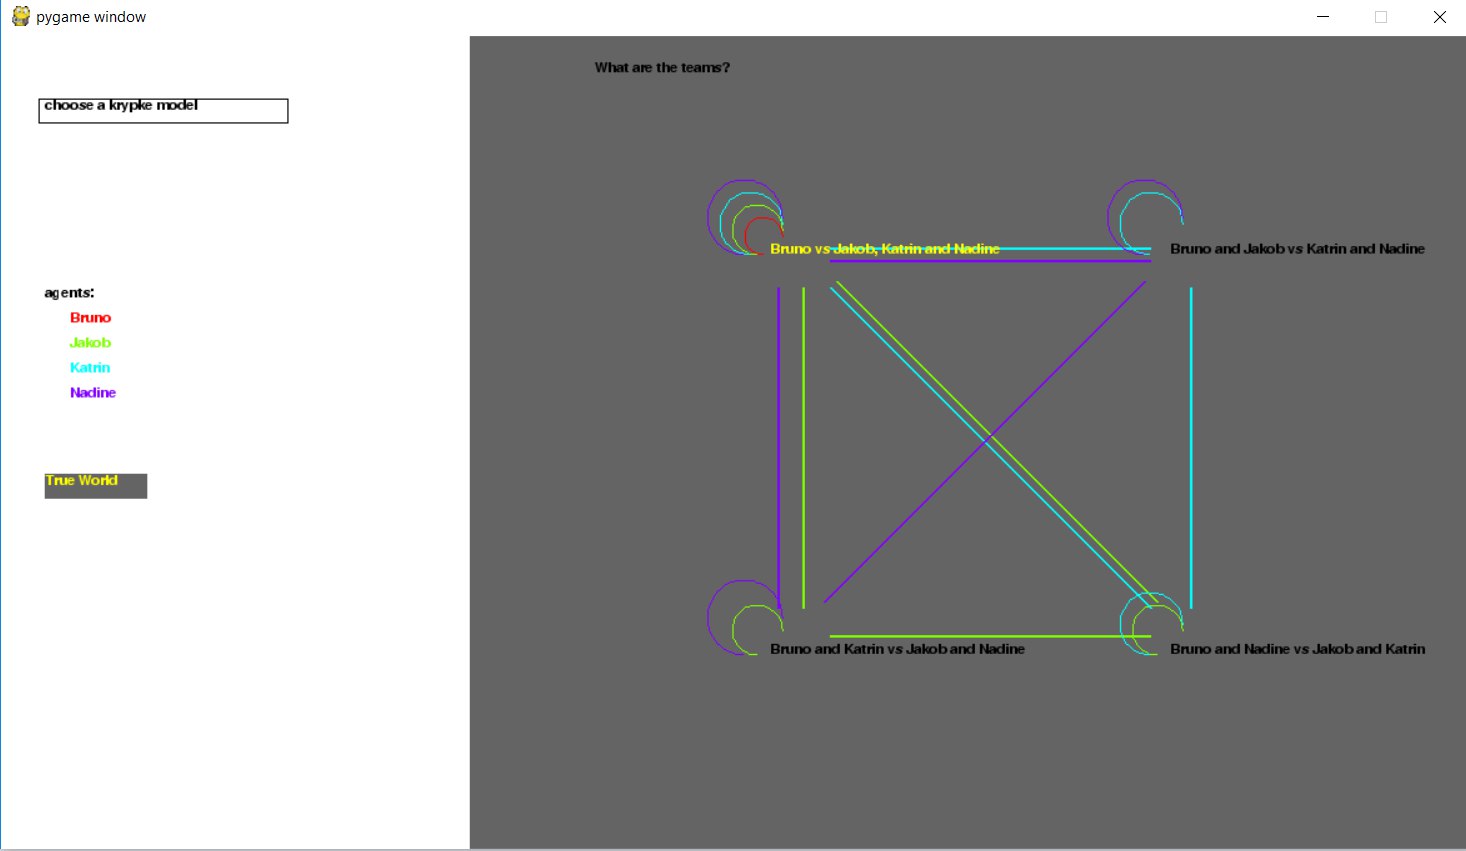 pygame window
What are the teams?
choose a krypke model
Bruno vs Jakob, Katrin and Nadine
Bruno and Jakob vs Katrin and Nadine
agents:
Bruno
Jakob
Katrin
Nadine
True World
Bruno and Katrin vs Jakob and Nadine
Bruno and Nadine vs Jakob and Katrin